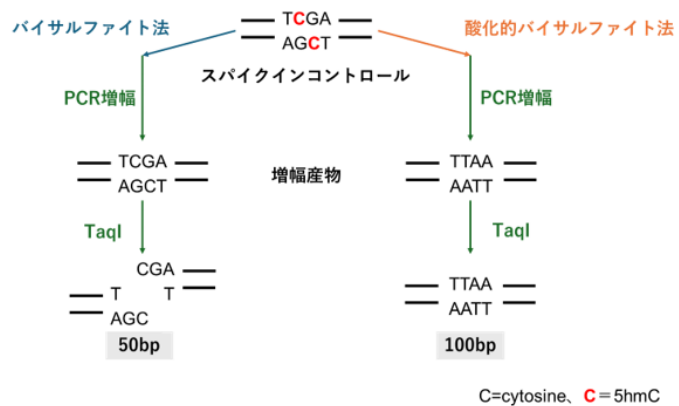 TCGA
AGCT
バイサルファイト法
酸化的バイサルファイト法
スパイクインコントロール
PCR増幅
PCR増幅
TCGA
AGCT
増幅産物
TTAA
AATT
TaqI
TaqI
CGA
T
T
AGC
TTAA
AATT
50bp
100bp
C=cytosine、C＝5hmC